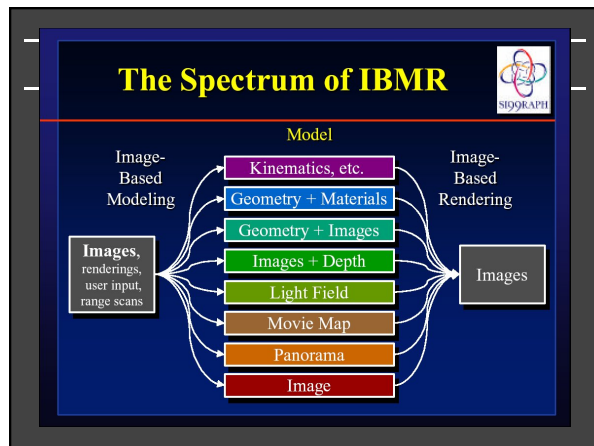 The Spectrum of IBMR
SI99RAPH
Model
Image-
Based
Modeling
Image-
Based
Rendering
Kinematics, etc.
Geometry + Materials
Geometry + Images
Images + Depth
Light Field
Movie Map
Panorama
Image
Images,
renderings,
user input,
range scans
Images